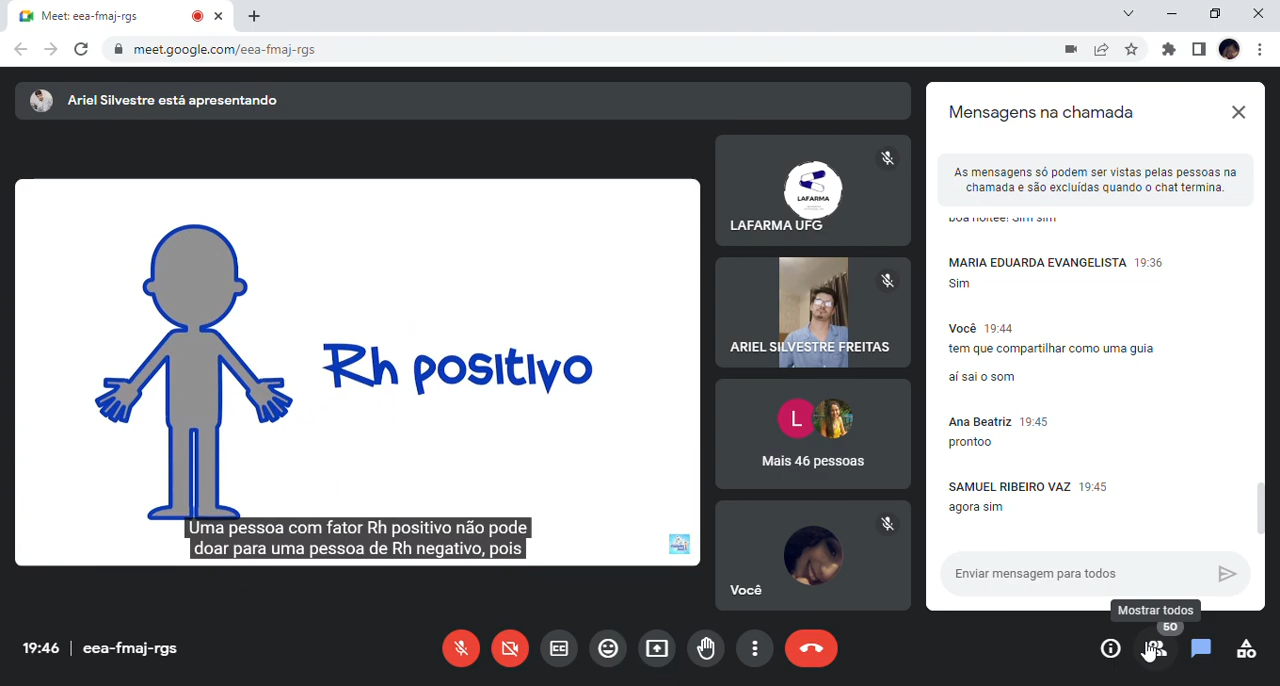 Meet: eea-fmaj-rgs
meet.google.com/eea-fmaj-rgs
Ariel Silvestre está apresentando
Rh positivo
Uma pessoa com fator Rh positivo não pode
doar para uma pessoa de Rh negativo, pois
LAFARMA
LAFARMA UFG
ARIEL SILVESTRE FREITAS
L
Mais 46 pessoas
Você
Mensagens na chamada
As mensagens só podem ser vistas pelas pessoas na
chamada e são excluídas quando o chat termina.
MARIA EDUARDA EVANGELISTA 19:36
Sim
Você 19:44
tem que compartilhar como uma guia
aí sai o som
Ana Beatriz 19:45
prontoo
SAMUEL RIBEIRO VAZ 19:45
agora sim
Enviar mensagem para todos
Mostrar todos
50
19:46 | eea-fmaj-rgs